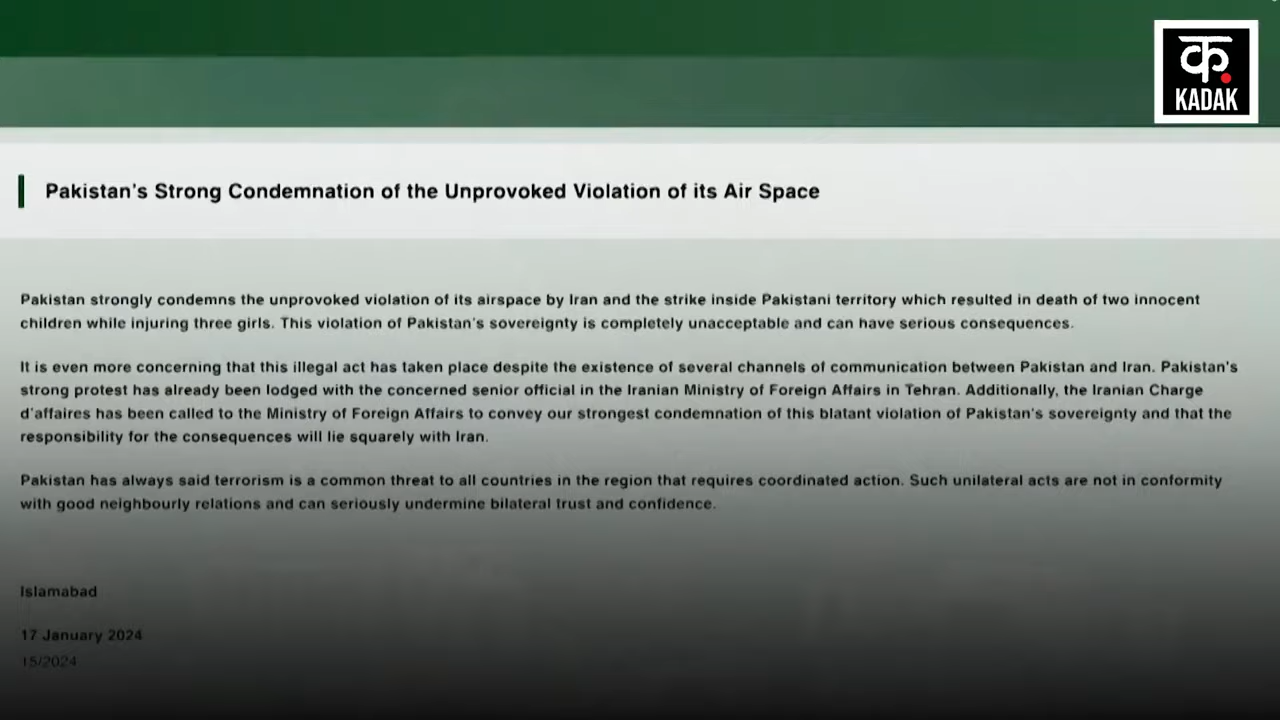 क.
KADAK
Pakistan's Strong Condemnation of the Unprovoked Violation of its Air Space
Pakistan strongly condemns the unprovoked violation of its airspace by Iran and the strike inside Pakistani territory which resulted in death of two innocent
children while injuring three girls. This violation of Pakistan's sovereignty is completely unacceptable and can have serious consequences.
It is even more concerning that this illegal act has taken place despite the existence of several channels of communication between Pakistan and Iran. Pakistan's
strong protest has already been lodged with the concerned senior official in the Iranian Ministry of Foreign Affairs in Tehran. Additionally, the Iranian Charge
d'affaires has been called to the Ministry of Foreign Affairs to convey our strongest condemnation of this blatant violation of Pakistan's sovereignty and that the
responsibility for the consequences will lie squarely with Iran.
Pakistan has always said terrorism is a common threat to all countries in the region that requires coordinated action. Such unilateral acts are not in conformity
with good neighbourly relations and can seriously undermine bilateral trust and confidence.
Islamabad
17 January 2024
15/2024